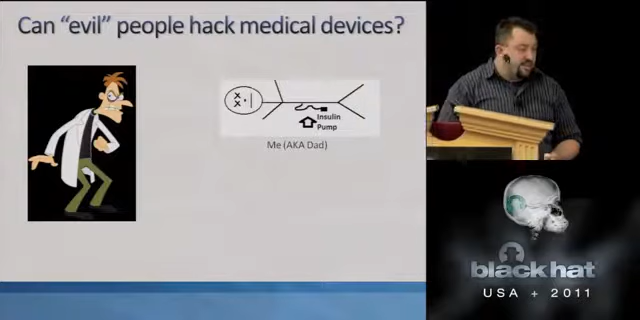 Can “evil” people hack medical devices?
x
x
Insulin
Pump
Me (AKA Dad)
black hat
USA + 2011